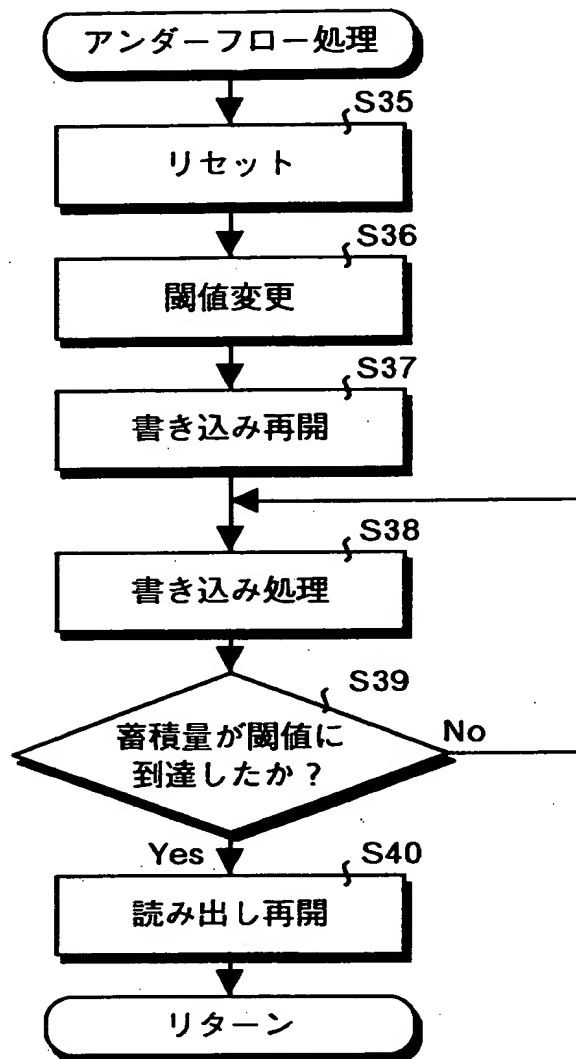 アンダーフロー処理
S35
リセット
S36
閾値変更
S37
書き込み再開
S38
書き込み処理
S39
蓄積量が閾値に
到達したか？
No
Yes
S40
読み出し再開
リターン